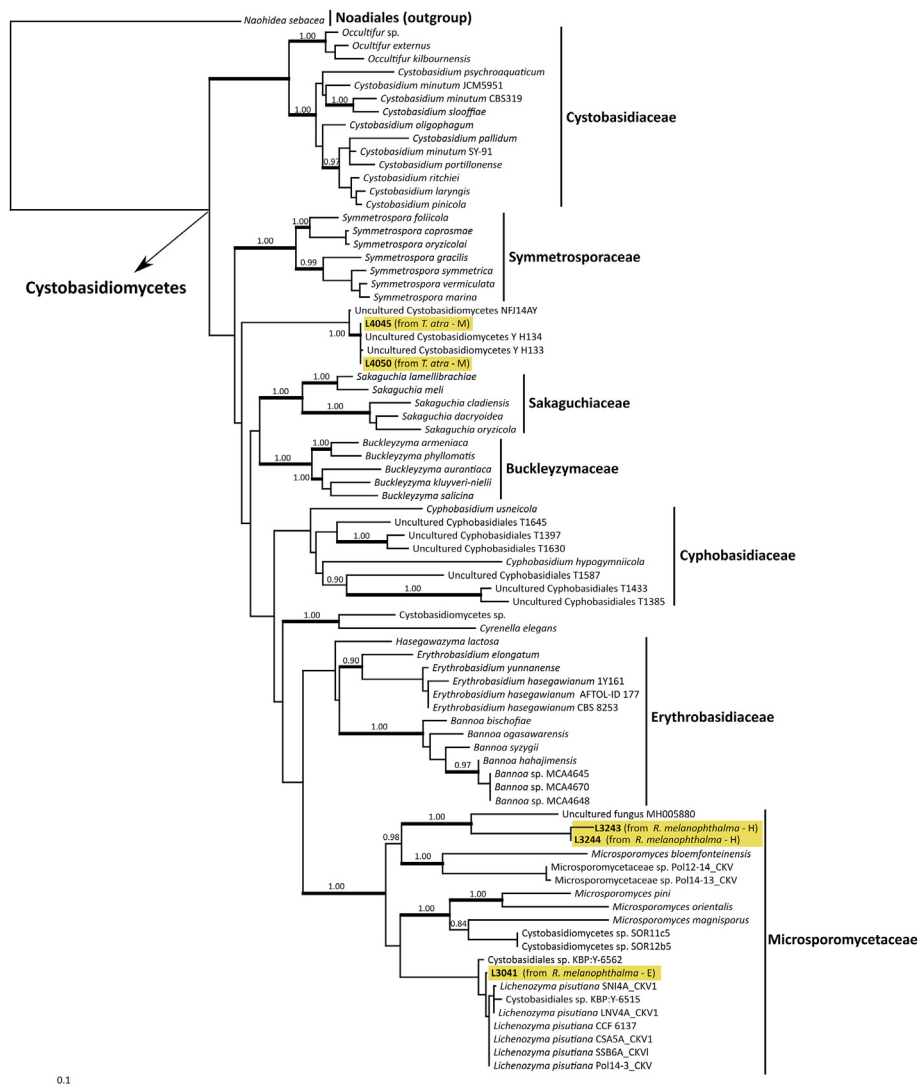 Naohidea sebacea
Noadiales (outgroup)
1.00
Occultifur sp.
Ocultifur externus
Occultifur kilbournensis
Cystobasidium psychroaquaticum
Cystobasidium minutum JCM5951
1.00
Cystobasidium minutum CBS319
1.00
Cystobasidium slooffiae
Cystobasidiaceae
Cystobasidium oligophagum
Cystobasidium pallidum
Cystobasidium minutum SY-91
0.97
Cystobasidium portillonense
Cystobasidium ritchiei
Cystobasidium laryngis
Cystobasidium pinicola
1.00
Symmetrospora foliicola
Symmetrospora coprosmae
1.00
Symmetrospora oryzicolai
Symmetrosporaceae
0.99
Symmetrospora gracilis
Symmetrospora symmetrica
Symmetrospora vermiculata
Symmetrospora marina
Cystobasidiomycetes
Uncultured Cystobasidiomycetes NFJ14AY
L4045 (from T. atra - M)
1.00
Uncultured Cystobasidiomycetes Y H134
Uncultured Cystobasidiomycetes Y H133
L4050 (from T. atra - M)
1.00
Sakaguchia lamellibrachiae
Sakaguchia meli
1.00
1.00
Sakaguchia cladiensis
Sakaguchiaceae
Sakaguchia dacryoidea
Sakaguchia oryzicola
1.00
Buckleyzyma armeniaca
Buckleyzyma phyllomatis
1.00
Buckleyzyma aurantiaca
Buckleyzymaceae
1.00
Buckleyzyma kluyveri-nielii
Buckleyzyma salicina
Cyphobasidium usneicola
Uncultured Cyphobasidiales T1645
1.00
Uncultured Cyphobasidiales T1397
Uncultured Cyphobasidiales T1630
Cyphobasidiaceae
Cyphobasidium hypogymniicola
0.90
Uncultured Cyphobasidiales T1587
1.00
Uncultured Cyphobasidiales T1433
Uncultured Cyphobasidiales T1385
1.00
Cystobasidiomycetes sp.
Cyrenella elegans
Hasegawazyma lactosa
0.90
Erythrobasidium elongatum
Erythrobasidium yunnanense
Erythrobasidium hasegawianum 1Y161
Erythrobasidium hasegawianum AFTOL-ID 177
Erythrobasidium hasegawianum CBS 8253
Erythrobasidiaceae
1.00
Bannoa bischofiae
Bannoa ogasawarensis
Bannoa syzygii
0.97
Bannoa hahajimensis
Bannoa sp. MCA4645
Bannoa sp. MCA4670
Bannoa sp. MCA4648
1.00
Uncultured fungus MH005880
L3243 (from R. melanophthalma - H)
0.98
L3244 (from R. melanophthalma - H)
1.00
Microsporomyces bloemfonteinensis
Microsporomycetaceae sp. Pol12-14_CKV
Microsporomycetaceae sp. Pol14-13_CKV
1.00
1.00
Microsporomyces pini
1.00
Microsporomyces orientalis
0.84
Microsporomyces magnisporus
Cystobasidiomycetes sp. SOR11c5
Microsporomycetaceae
Cystobasidiomycetes sp. SOR12b5
Cystobasidiales sp. KBP:Y-6562
L3041 (from R. melanophthalma - E)
Lichenozyma pisutiana SNI4A_CKV1
Cystobasidiales sp. KBP:Y-6515
Lichenozyma pisutiana LNV4A_CKV1
Lichenozyma pisutiana CCF 6137
Lichenozyma pisutiana CSA5A_CKV1
Lichenozyma pisutiana SSB6A_CKVl
Lichenozyma pisutiana Pol14-3_CKV
0.1